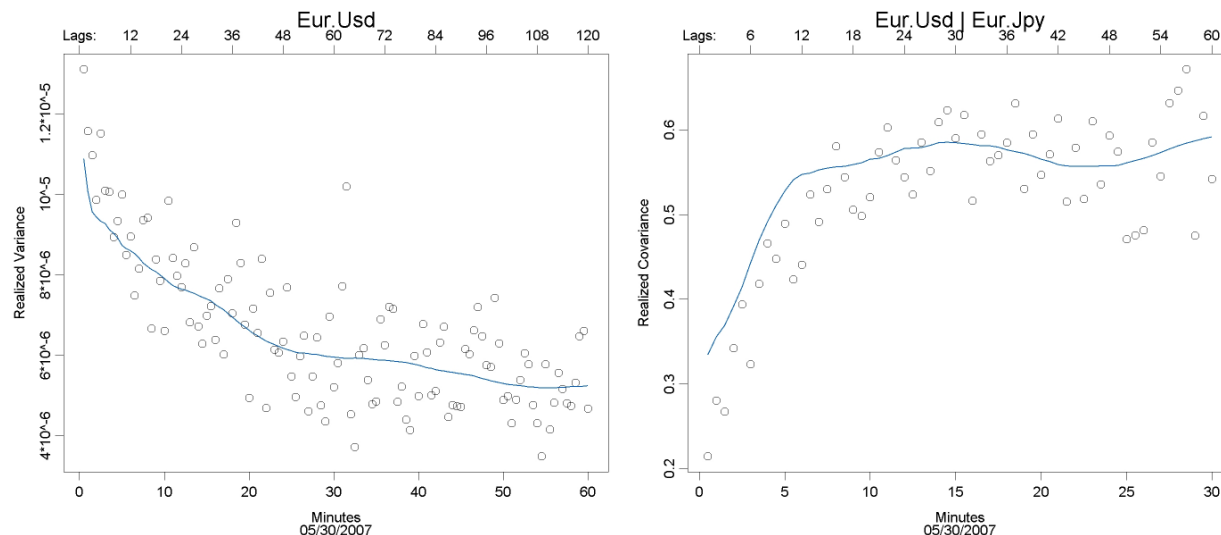 Eur.Usd
Lags: 12 24 36 48 60 72 84 96 108 120
Realized Variance
1.2*10^-5
10^-5
8*10^-6
6*10^-6
4*10^-6
0 10 20 30 40 50 60
Minutes
05/30/2007
Eur.Usd | Eur.Jpy
Lags: 6 12 18 24 30 36 42 48 54 60
Realized Covariance
0.6
0.5
0.4
0.3
0.2
0 5 10 15 20 25 30
Minutes
05/30/2007